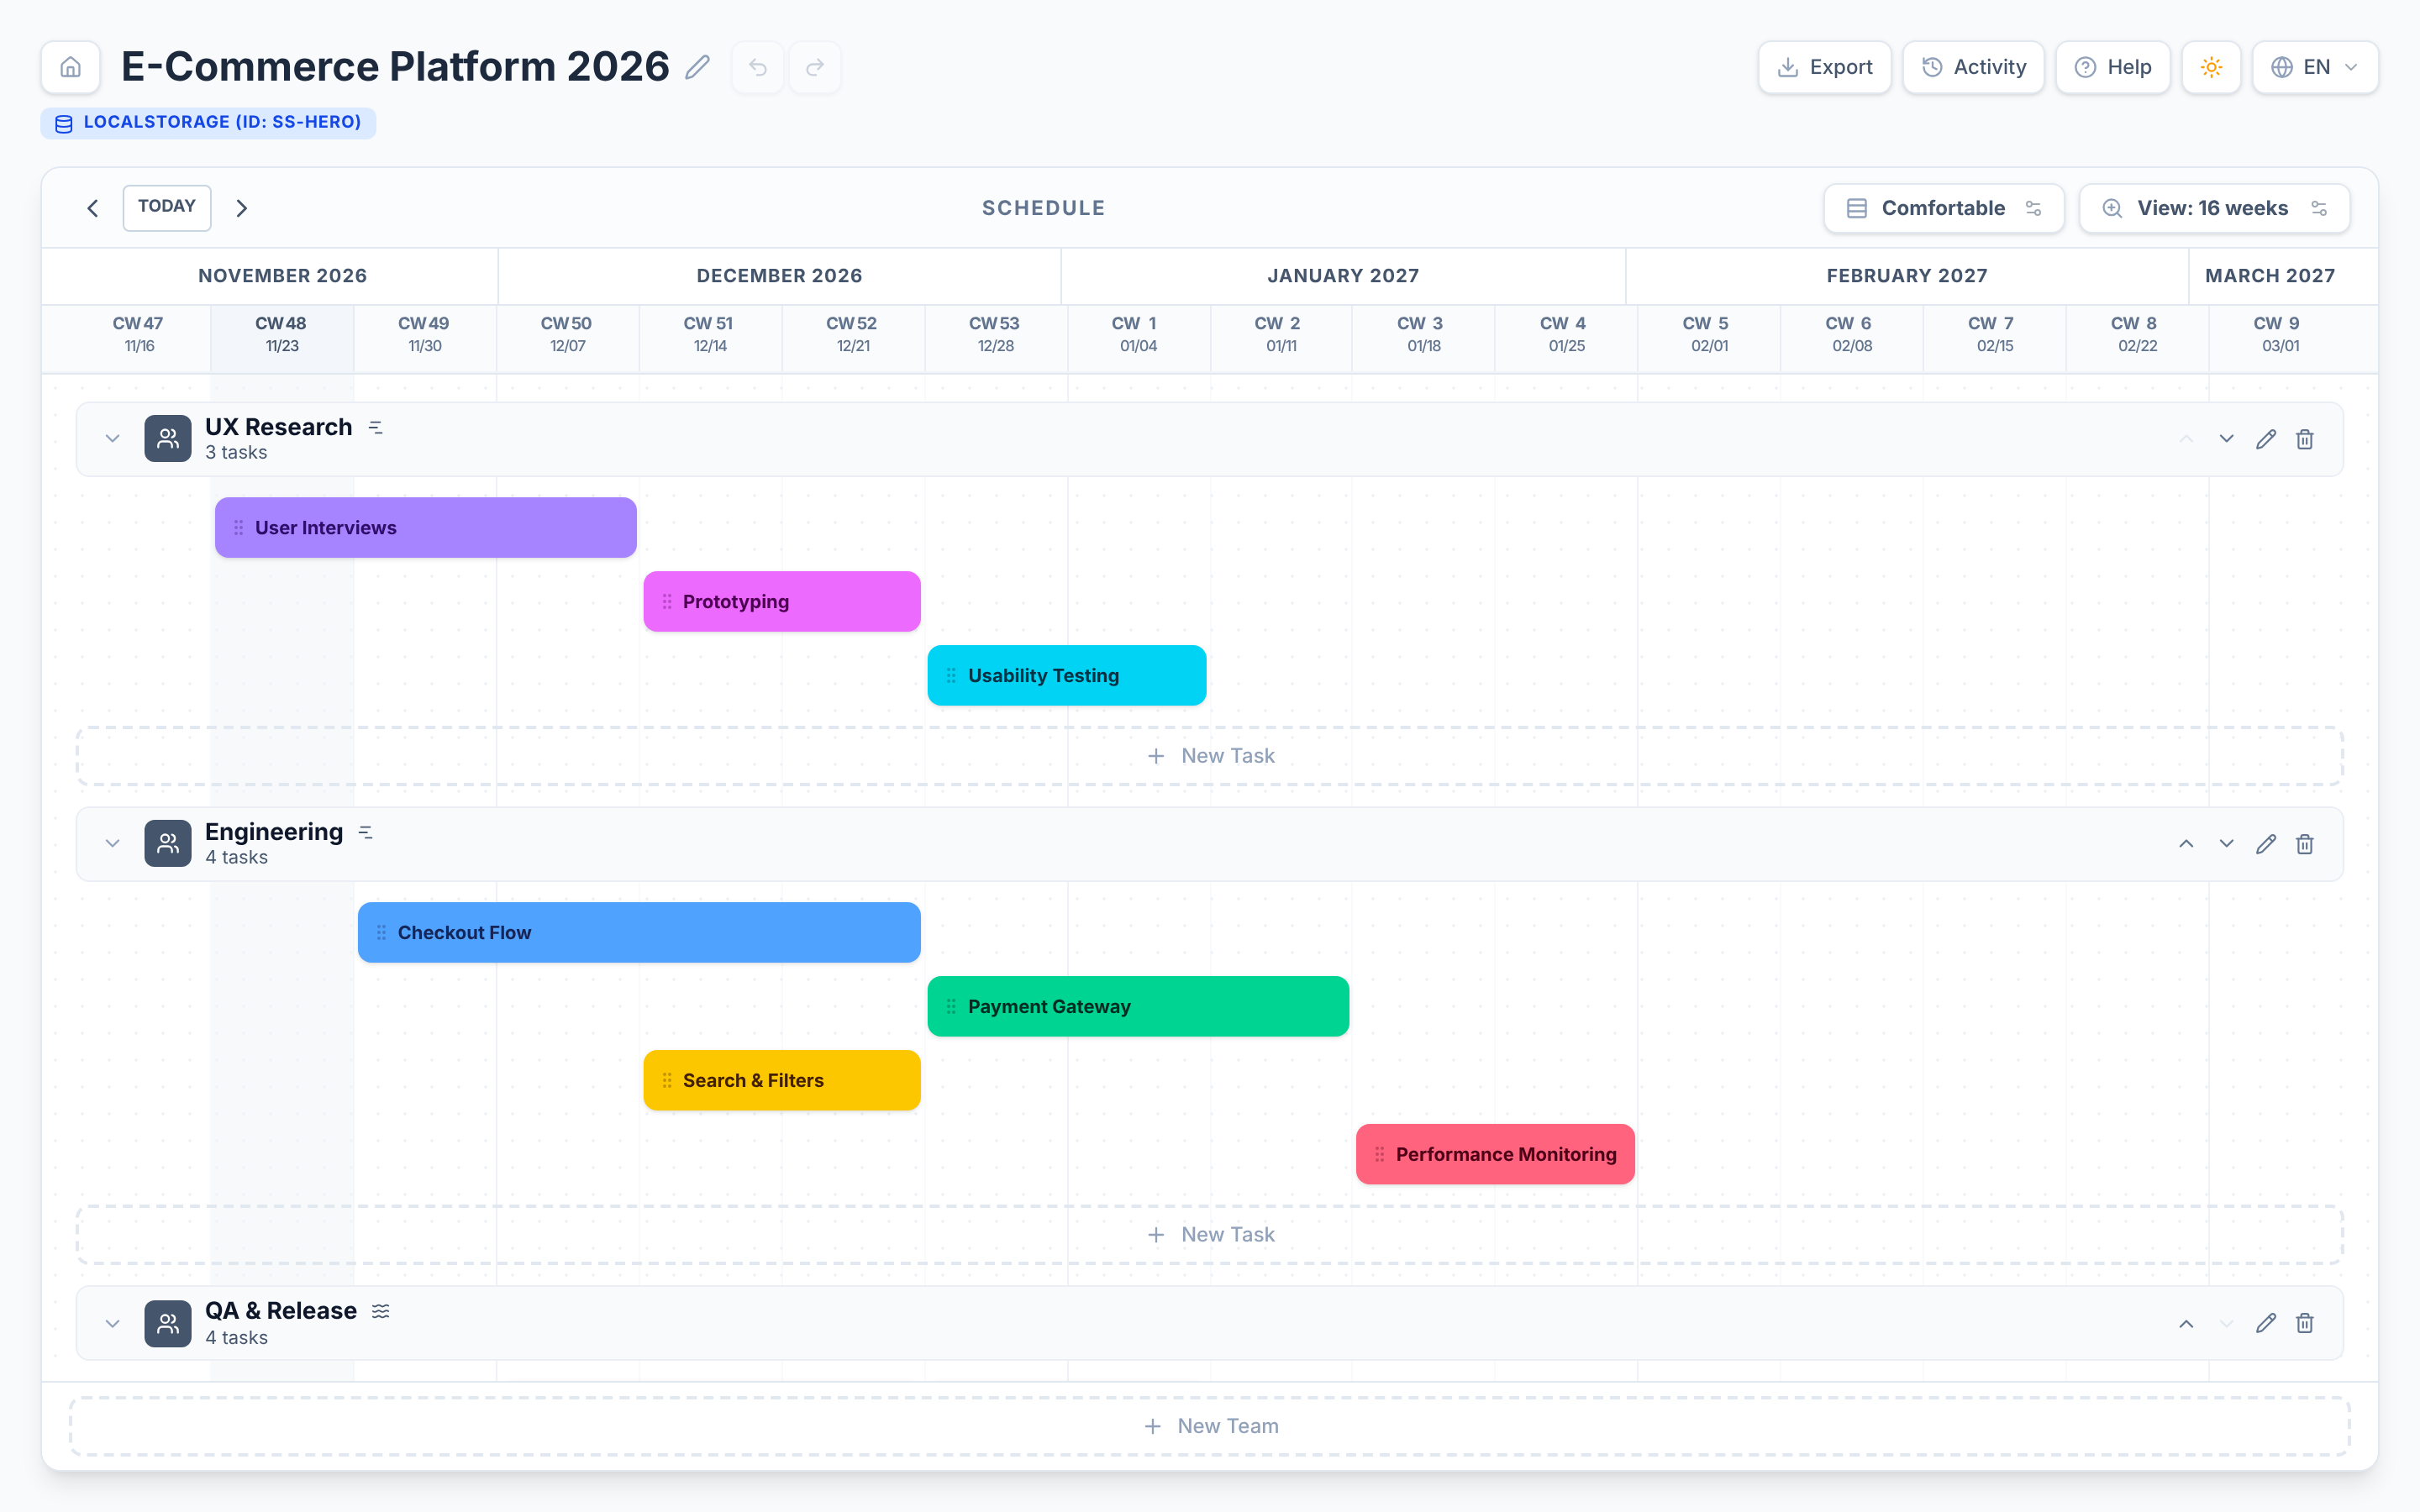 E-Commerce Platform 2026
Export
Activity
Help
EN
LOCALSTORAGE (ID: SS-HERO)
TODAY
SCHEDULE
Comfortable
View: 16 weeks
NOVEMBER 2026
DECEMBER 2026
JANUARY 2027
FEBRUARY 2027
MARCH 2027
CW 47
11/16
CW 48
11/23
CW 49
11/30
CW 50
12/07
CW 51
12/14
CW 52
12/21
CW 53
12/28
CW 1
01/04
CW 2
01/11
CW 3
01/18
CW 4
01/25
CW 5
02/01
CW 6
02/08
CW 7
02/15
CW 8
02/22
CW 9
03/01
UX Research
3 tasks
User Interviews
Prototyping
Usability Testing
New Task
Engineering
4 tasks
Checkout Flow
Payment Gateway
Search & Filters
Performance Monitoring
New Task
QA & Release
4 tasks
New Team